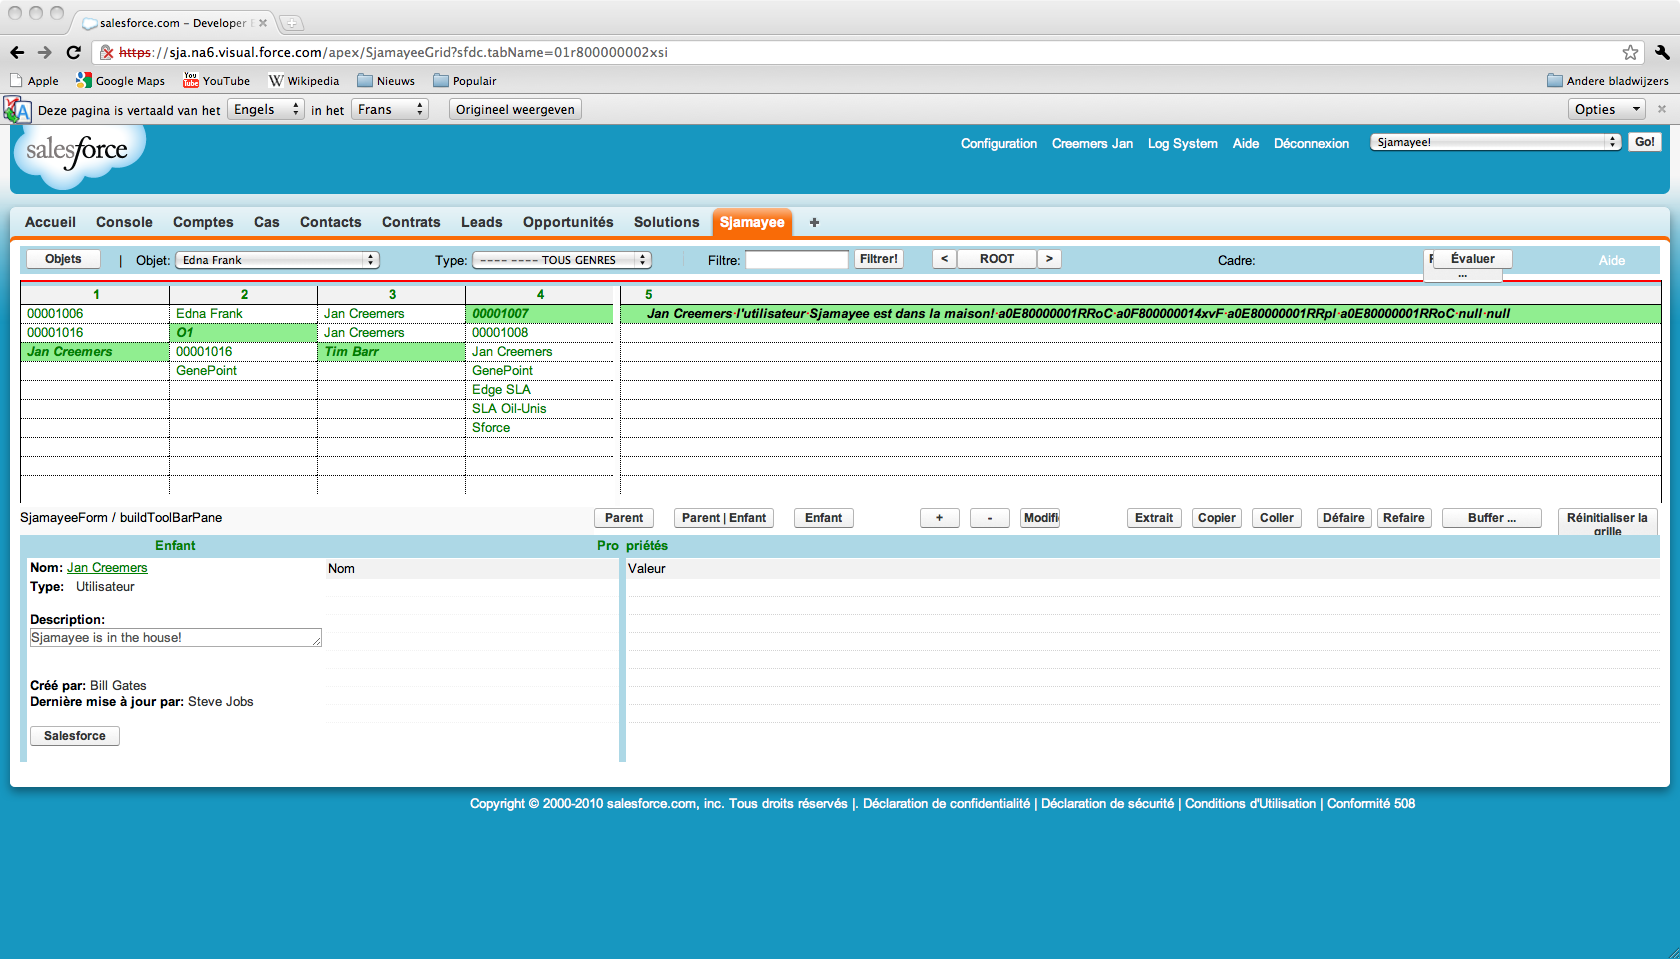 salesforce.com – Developer
https://sja.na6.visual.force.com/apex/SjamayeeGrid?sfdc.tabName=01r800000002xsi
Apple Google Maps YouTube Wikipedia Nieuws Populair Andere bladwijzers
Deze pagina is vertaald van het Engels in het Frans Origineel weergeven Opties
salesforce Configuration Creemers Jan Log System Aide Déconnexion Sjamayee! Go!
Accueil Console Comptes Cas Contacts Contrats Leads Opportunités Solutions Sjamayee +
Objets | Objet: Edna Frank Type: ---- ---- ---- TOUS GENRES Filtre: Filtrer! < ROOT > Cadre: Évaluer Aide
...
1 2 3 4 5
00001006 Edna Frank Jan Creemers 00001007 Jan Creemers·l'utilisateur·Sjamayee est dans la maison!·a0E80000001RRoC·a0F800000014xvF·a0E80000001RRpI·a0E80000001RRoC·null·null
00001016 O1 Jan Creemers 00001008
Jan Creemers 00001016 Tim Barr Jan Creemers
GenePoint GenePoint
Edge SLA
SLA Oil-Unis
Sforce
SjamayeeForm / buildToolBarPane Parent Parent | Enfant Enfant + - Modifi Extrait Copier Coller Défaire Refaire Buffer ... Réinitialiser la
grille
Enfant Pro priétés
Nom: Jan Creemers Nom Valeur
Type: Utilisateur
Description:
Sjamayee is in the house!
Créé par: Bill Gates
Dernière mise à jour par: Steve Jobs
Salesforce
Copyright © 2000-2010 salesforce.com, inc. Tous droits réservés |. Déclaration de confidentialité | Déclaration de sécurité | Conditions d'Utilisation | Conformité 508